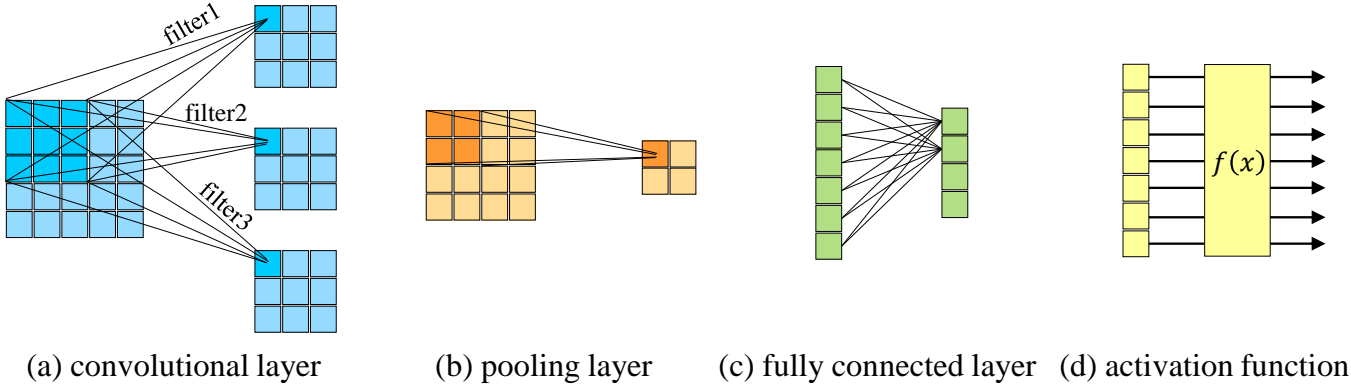 filter1
filter2
filter3
f(x)
(a) convolutional layer
(b) pooling layer
(c) fully connected layer
(d) activation function